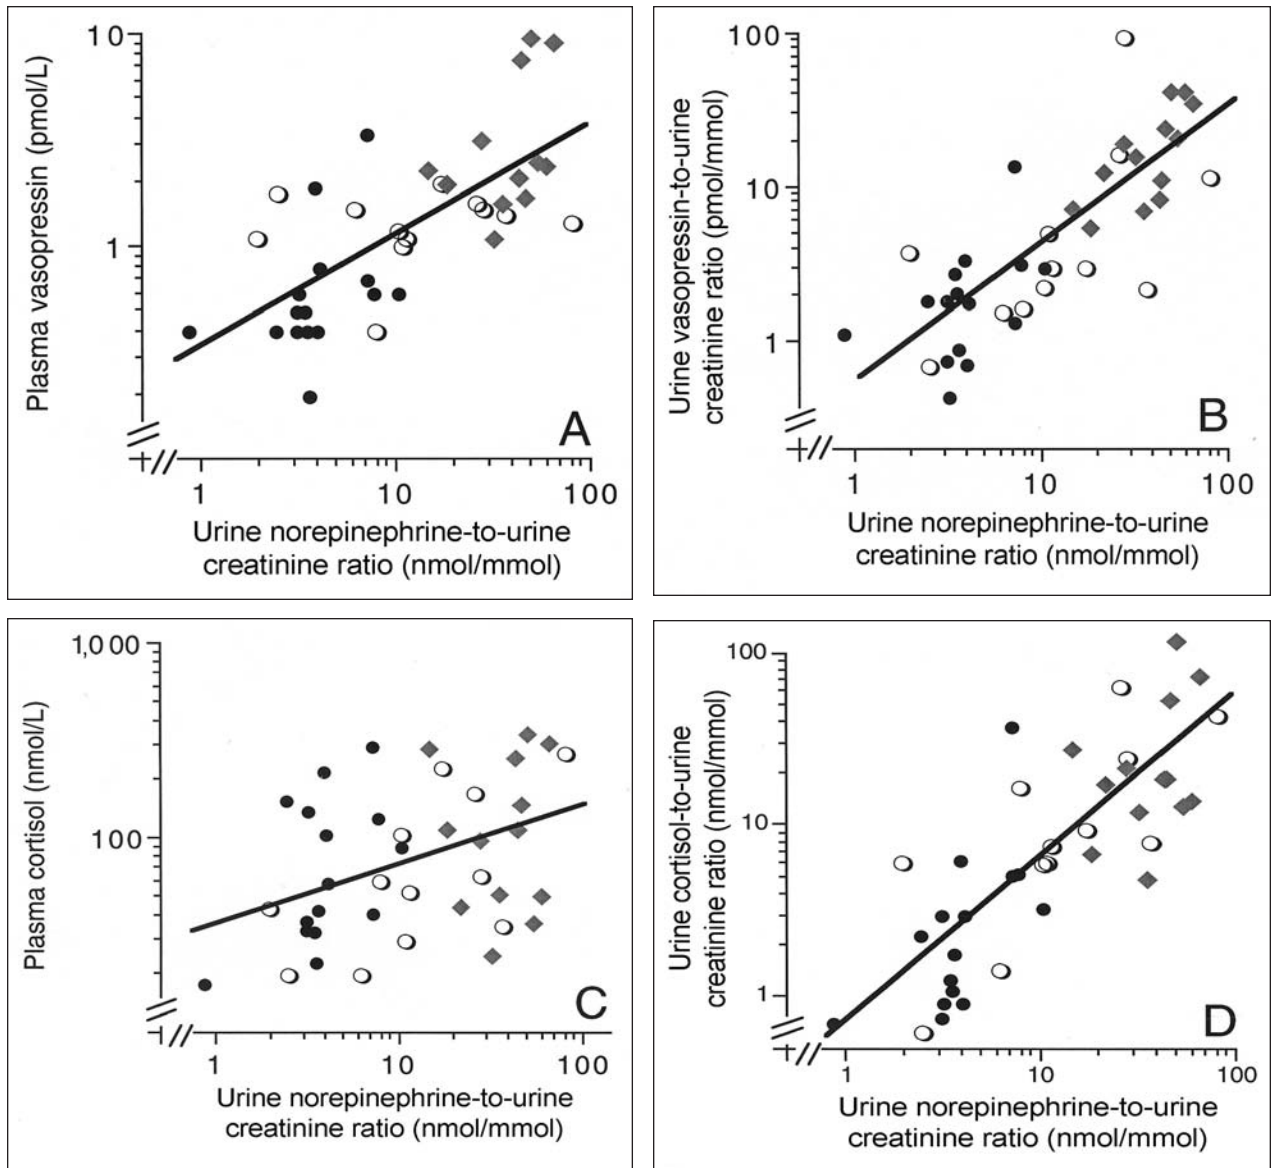 10
1
Plasma vasopressin (pmol/L)
A
1 10 100
Urine norepinephrine-to-urine
creatinine ratio (nmol/mmol)
100
10
1
Urine vasopressin-to-urine
creatinine ratio (pmol/mmol)
B
1 10 100
Urine norepinephrine-to-urine
creatinine ratio (nmol/mmol)
1,000
100
Plasma cortisol (nmol/L)
C
1 10 100
Urine norepinephrine-to-urine
creatinine ratio (nmol/mmol)
100
10
1
Urine cortisol-to-urine
creatinine ratio (nmol/mmol)
D
1 10 100
Urine norepinephrine-to-urine
creatinine ratio (nmol/mmol)